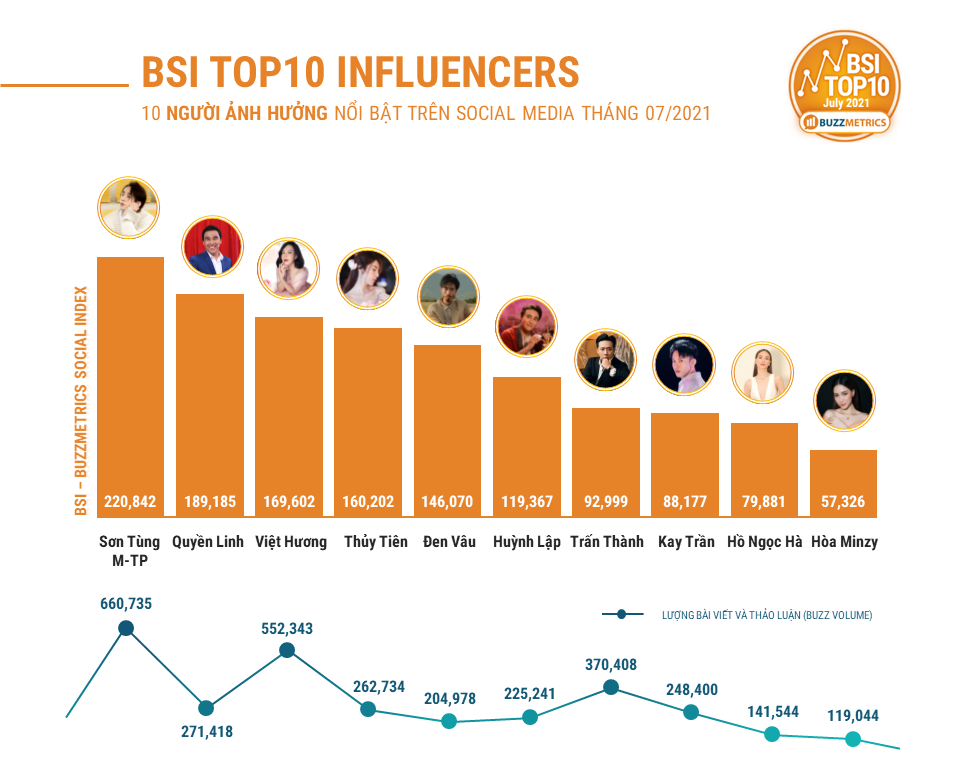 BSI TOP10 INFLUENCERS
10 NGƯỜI ẢNH HƯỞNG NỔI BẬT TRÊN SOCIAL MEDIA THÁNG 07/2021
BSI
TOP10
July 2021
BUZZMETRICS
BSI – BUZZMETRICS SOCIAL INDEX
220,842 189,185 169,602 160,202 146,070 119,367 92,999 88,177 79,881 57,326
Sơn Tùng Quyền Linh Việt Hương Thủy Tiên Đen Vâu Huỳnh Lập Trấn Thành Kay Trần Hồ Ngọc Hà Hòa Minzy
M-TP
LƯỢNG BÀI VIẾT VÀ THẢO LUẬN (BUZZ VOLUME)
660,735 271,418 552,343 262,734 204,978 225,241 370,408 248,400 141,544 119,044